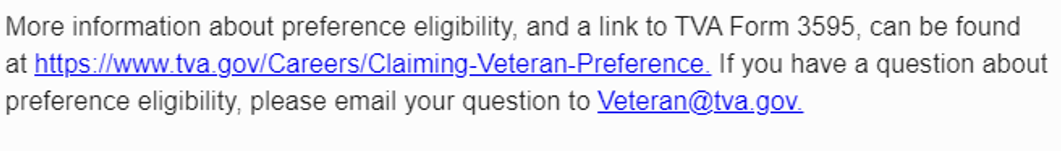 More information about preference eligibility, and a link to TVA Form 3595, can be found
at https://www.tva.gov/Careers/Claiming-Veteran-Preference. If you have a question about
preference eligibility, please email your question to Veteran@tva.gov.